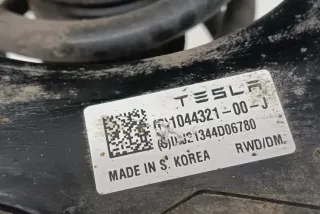 TESLA
(P)1044321-00-J
MADE IN S. KOREA
RWD/DM